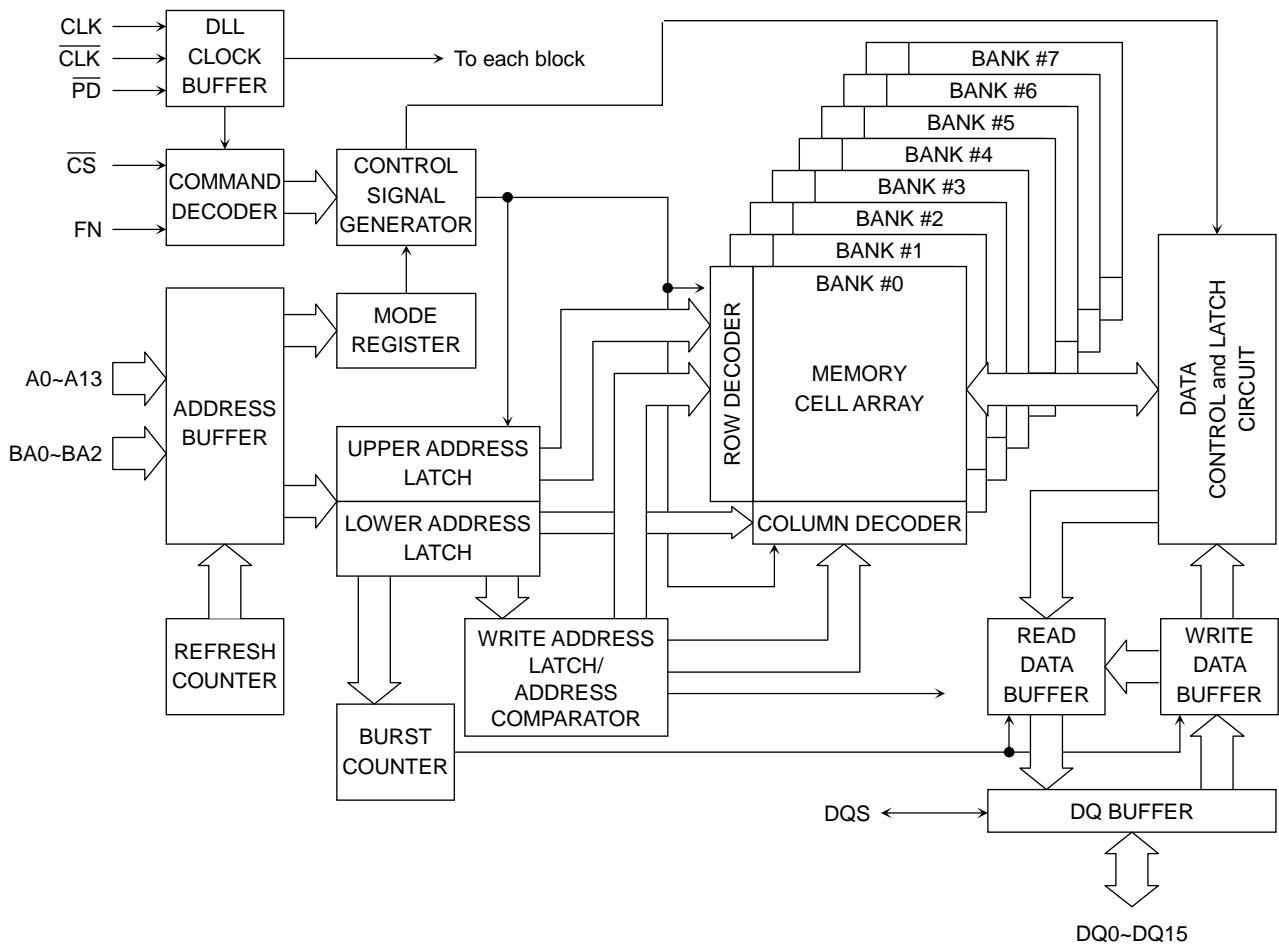 CLK
CLK
PD
DLL
CLOCK
BUFFER
To each block
CS
FN
COMMAND
DECODER
CONTROL
SIGNAL
GENERATOR
MODE
REGISTER
A0~A13
BA0~BA2
ADDRESS
BUFFER
REFRESH
COUNTER
UPPER ADDRESS
LATCH
LOWER ADDRESS
LATCH
WRITE ADDRESS
LATCH/
ADDRESS
COMPARATOR
BURST
COUNTER
BANK #7
BANK #6
BANK #5
BANK #4
BANK #3
BANK #2
BANK #1
BANK #0
ROW DECODER
MEMORY
CELL ARRAY
COLUMN DECODER
DATA
CONTROL and LATCH
CIRCUIT
READ
DATA
BUFFER
WRITE
DATA
BUFFER
DQS
DQ BUFFER
DQ0~DQ15